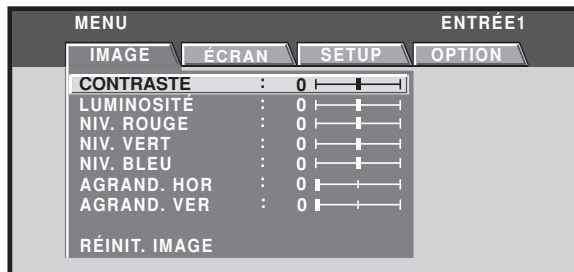 MENU ENTRÉE1
IMAGE ÉCRAN SETUP OPTION
CONTRASTE : 0
LUMINOSITÉ : 0
NIV. ROUGE : 0
NIV. VERT : 0
NIV. BLEU : 0
AGRAND. HOR : 0
AGRAND. VER : 0
RÉINIT. IMAGE